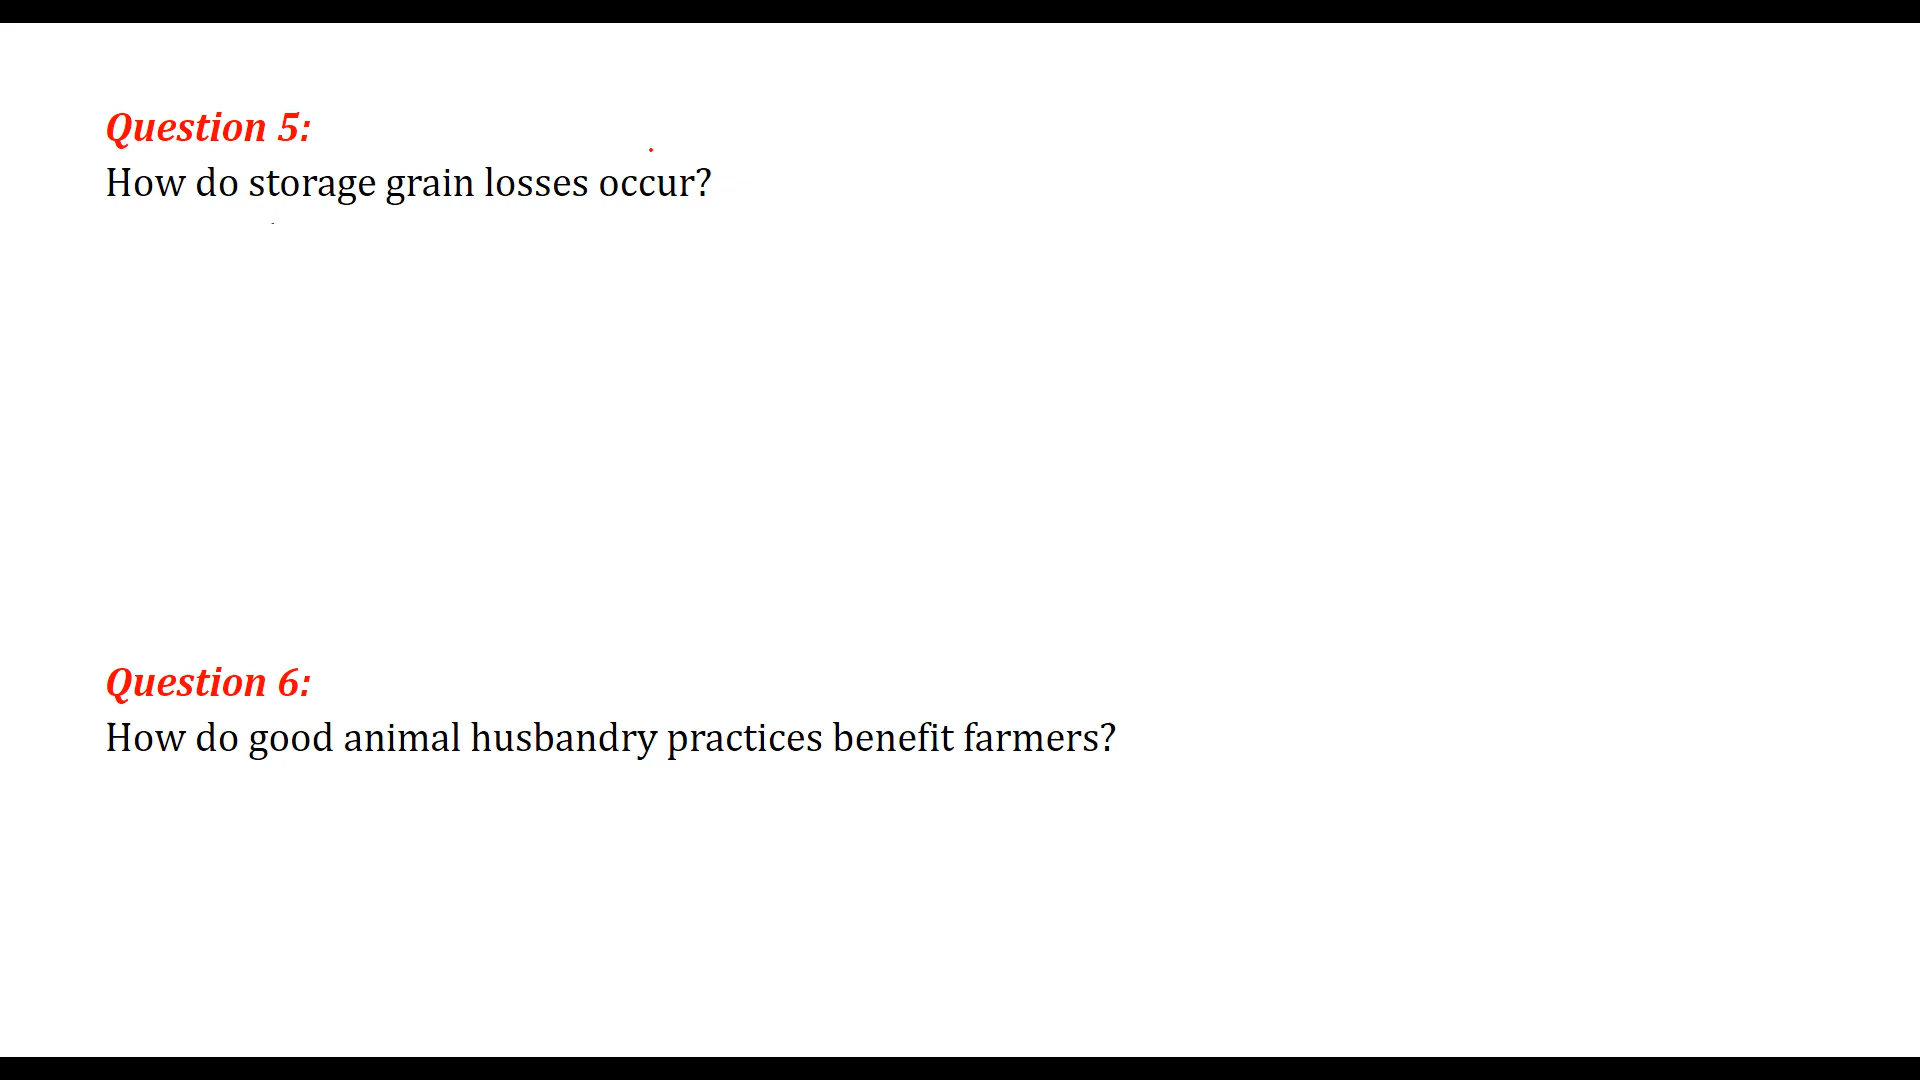 Question 5:
How do storage grain losses occur?
Question 6:
How do good animal husbandry practices benefit farmers?